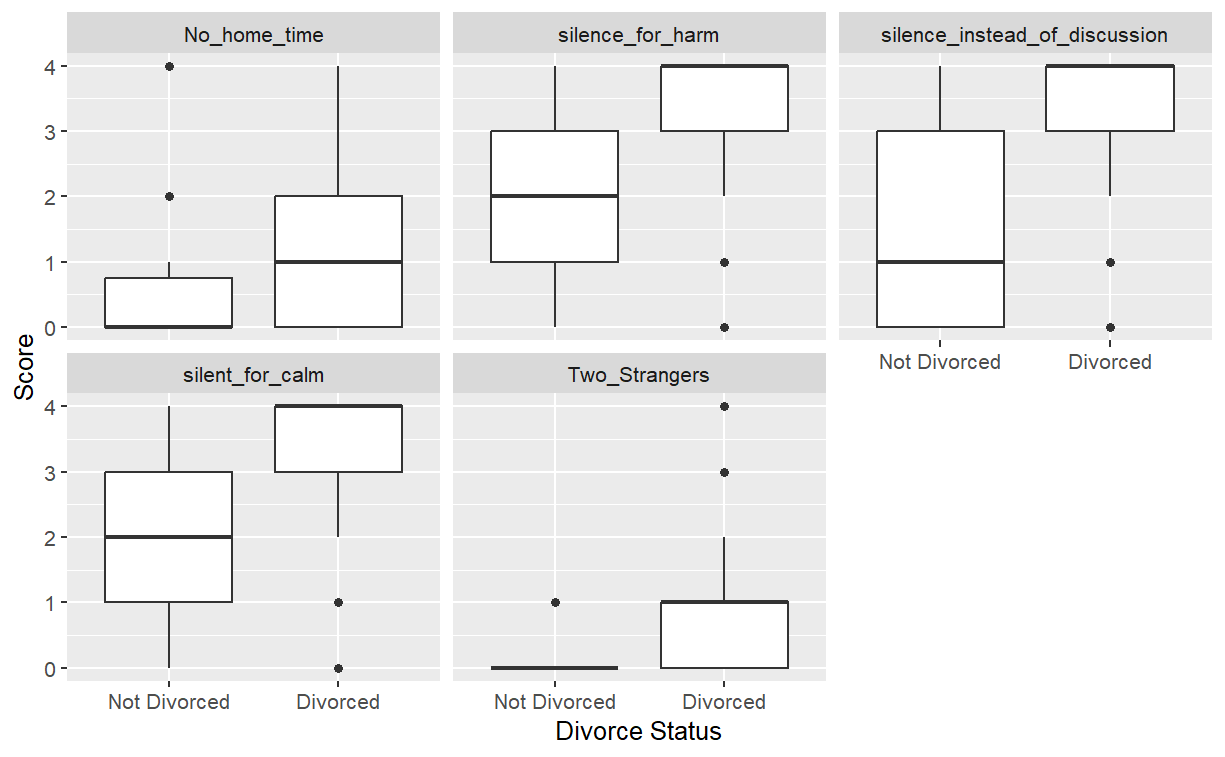 No_home_time silence_for_harm silence_instead_of_discussion
4
3
2
1
0
Not Divorced Divorced
silent_for_calm Two_Strangers
4
3
2
1
0
Not Divorced Divorced Not Divorced Divorced
Score
Divorce Status